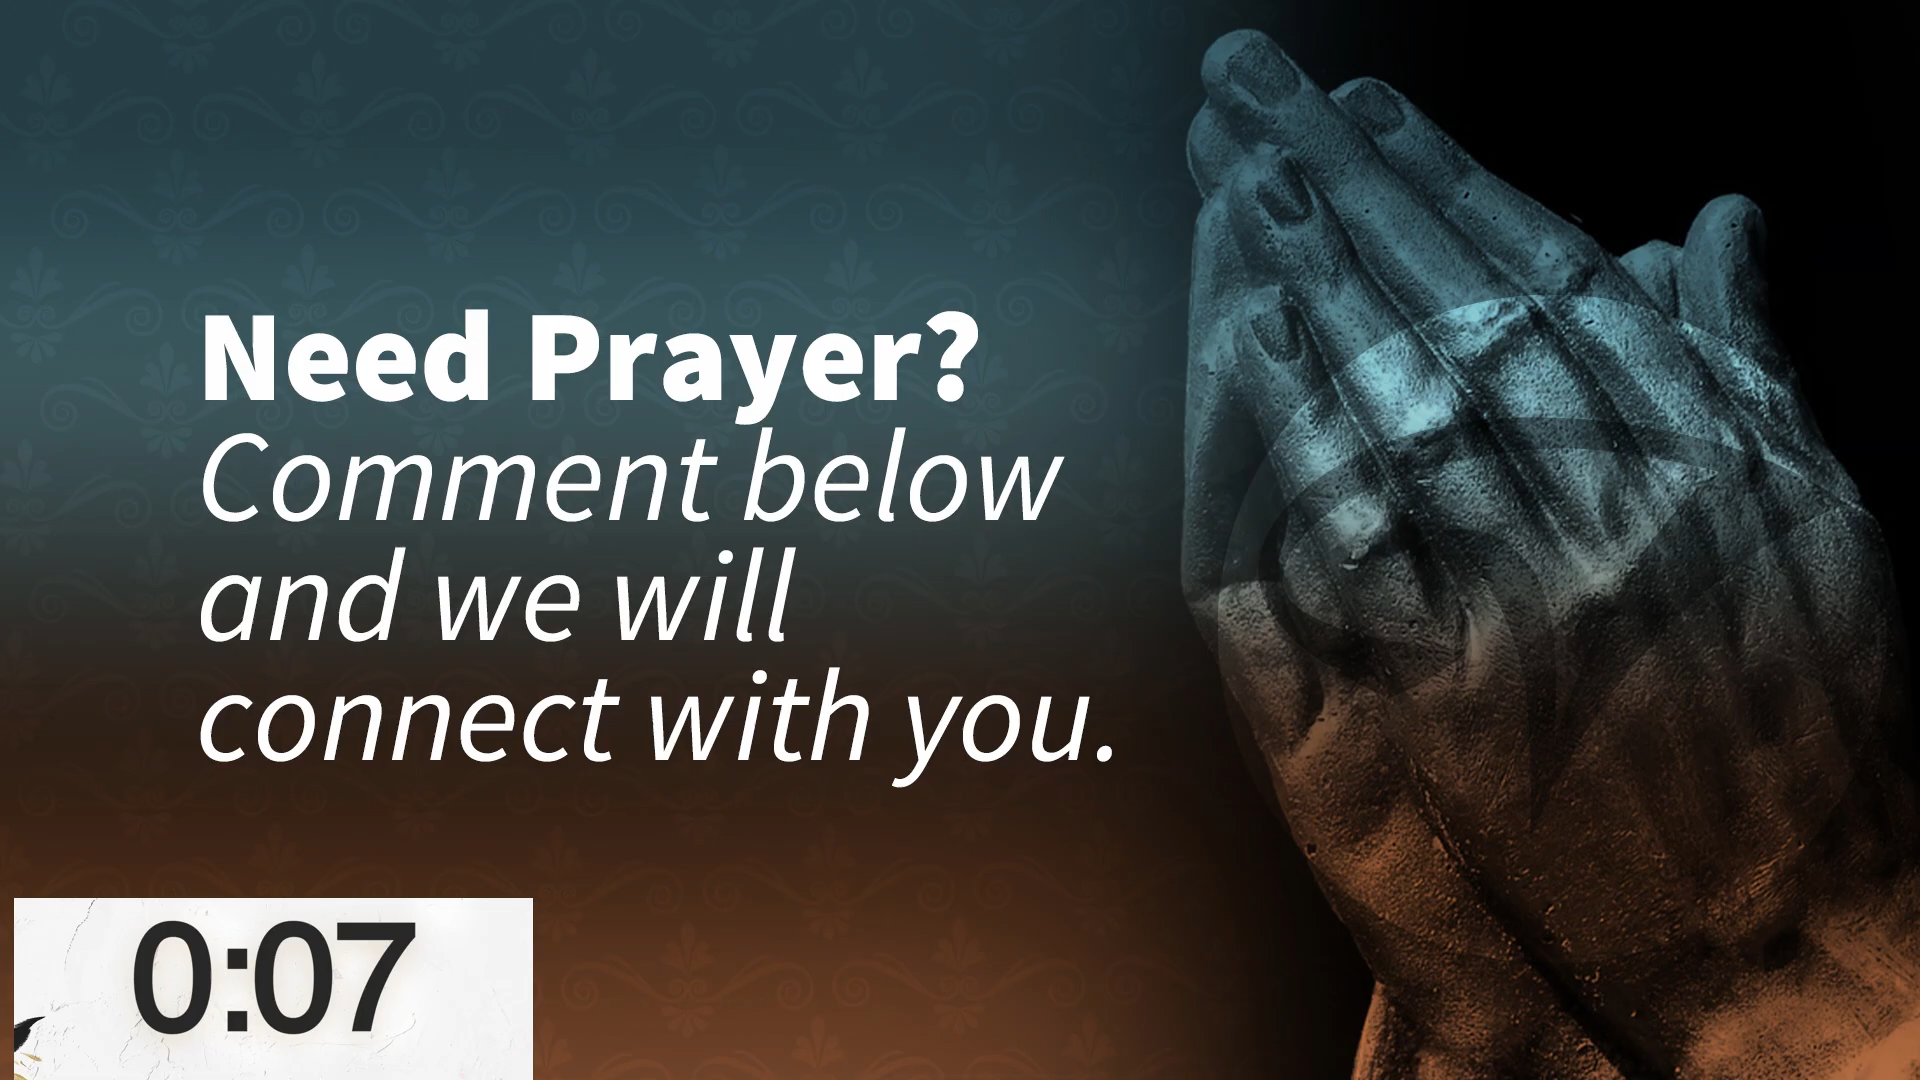 Need Prayer?
Comment below
and we will
connect with you.
0:07